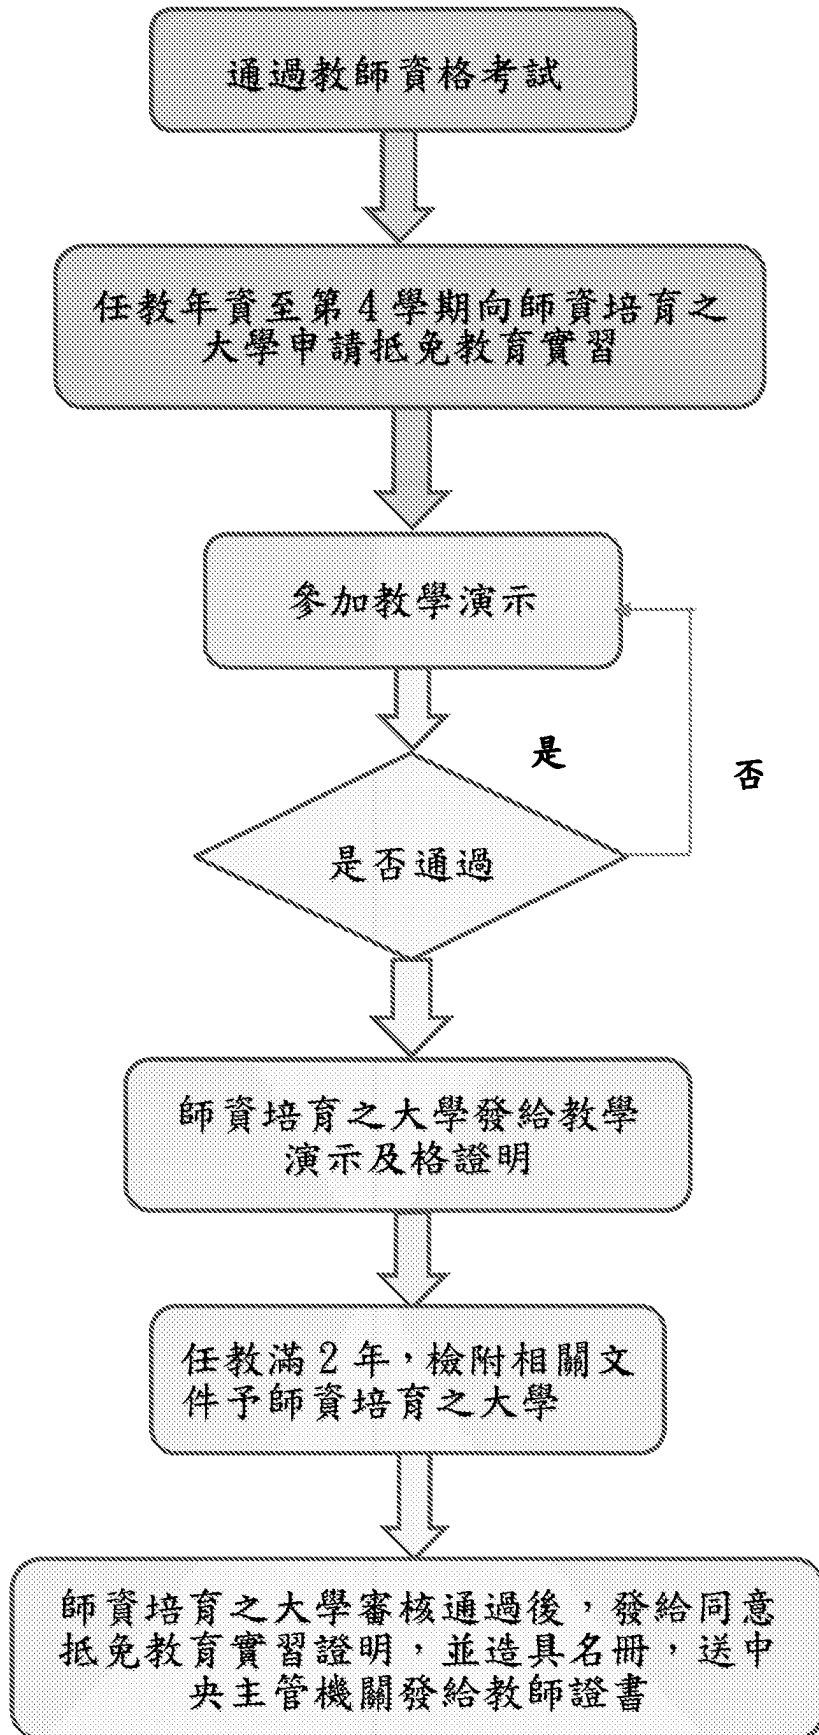 通過教師資格考試
任教年資至第4學期向師資培育之
大學申請抵免教育實習
參加教學演示
是
否
是否通過
師資培育之大學發給教學
演示及格證明
任教滿2年，檢附相關文
件予師資培育之大學
師資培育之大學審核通過後，發給同意
抵免教育實習證明，並造具名冊，送中
央主管機關發給教師證書